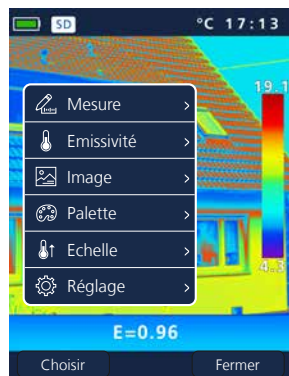 SD °C 17:13
19.1
Mesure
Emissivité
Image
Palette
Echelle
Réglage
4.3
E=0.96
Choisir Fermer